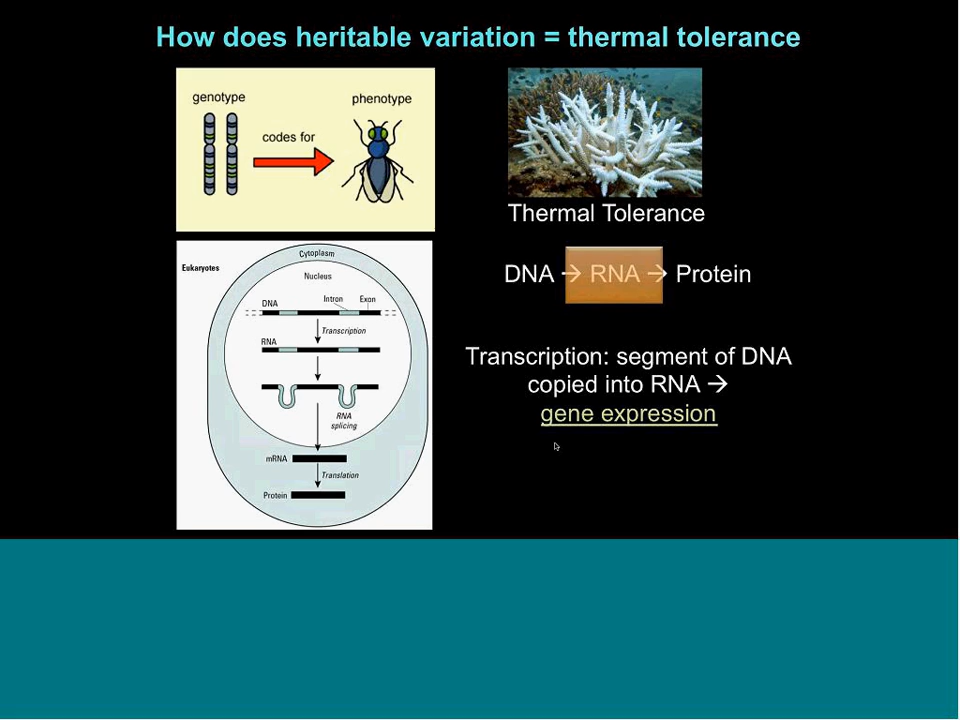 How does heritable variation = thermal tolerance
genotype
phenotype
codes for
Thermal Tolerance
DNA → RNA → Protein
Transcription: segment of DNA
copied into RNA →
gene expression
Eukaryotes
Cytoplasm
Nucleus
DNA
Intron
Exon
Transcription
RNA
RNA
splicing
mRNA
Translation
Protein